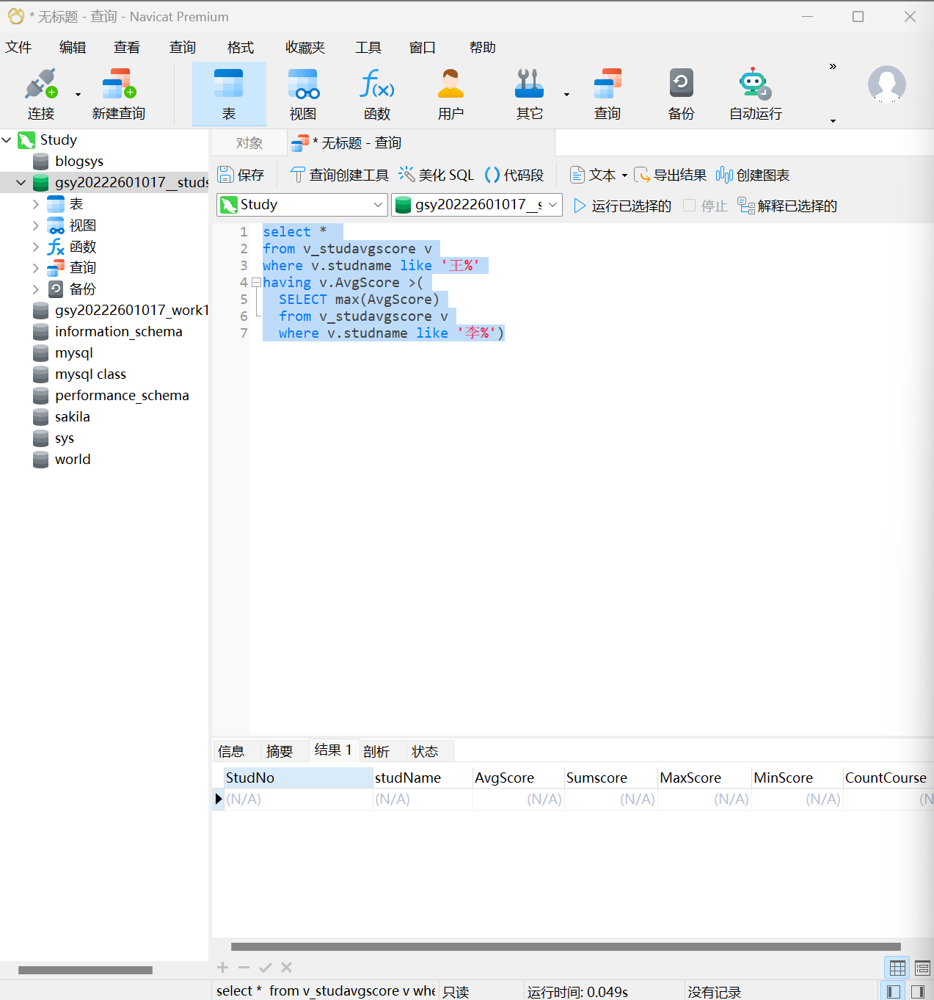 * 无标题 - 查询 - Navicat Premium
文件 编辑 查看 查询 格式 收藏夹 工具 窗口 帮助
连接 新建查询 表 视图 函数 用户 其它 查询 备份 自动运行
Study
blogsys
gsy20222601017__studs
表
视图
函数
查询
备份
gsy20222601017_work1
information_schema
mysql
mysql class
performance_schema
sakila
sys
world
对象 * 无标题 - 查询
保存 查询创建工具 美化 SQL 代码段 文本 导出结果 创建图表
Study gsy20222601017__s 运行已选择的 停止 解释已选择的
1 select *
2 from v_studavgscore v
3 where v.studname like '王%'
4 having v.AvgScore >(
5 SELECT max(AvgScore)
6 from v_studavgscore v
7 where v.studname like '李%')
信息 摘要 结果 1 剖析 状态
StudNo studName AvgScore Sumscore MaxScore MinScore CountCourse
(N/A) (N/A) (N/A) (N/A) (N/A) (N/A) (N
select * from v_studavgscore v whe 只读 运行时间: 0.049s 没有记录